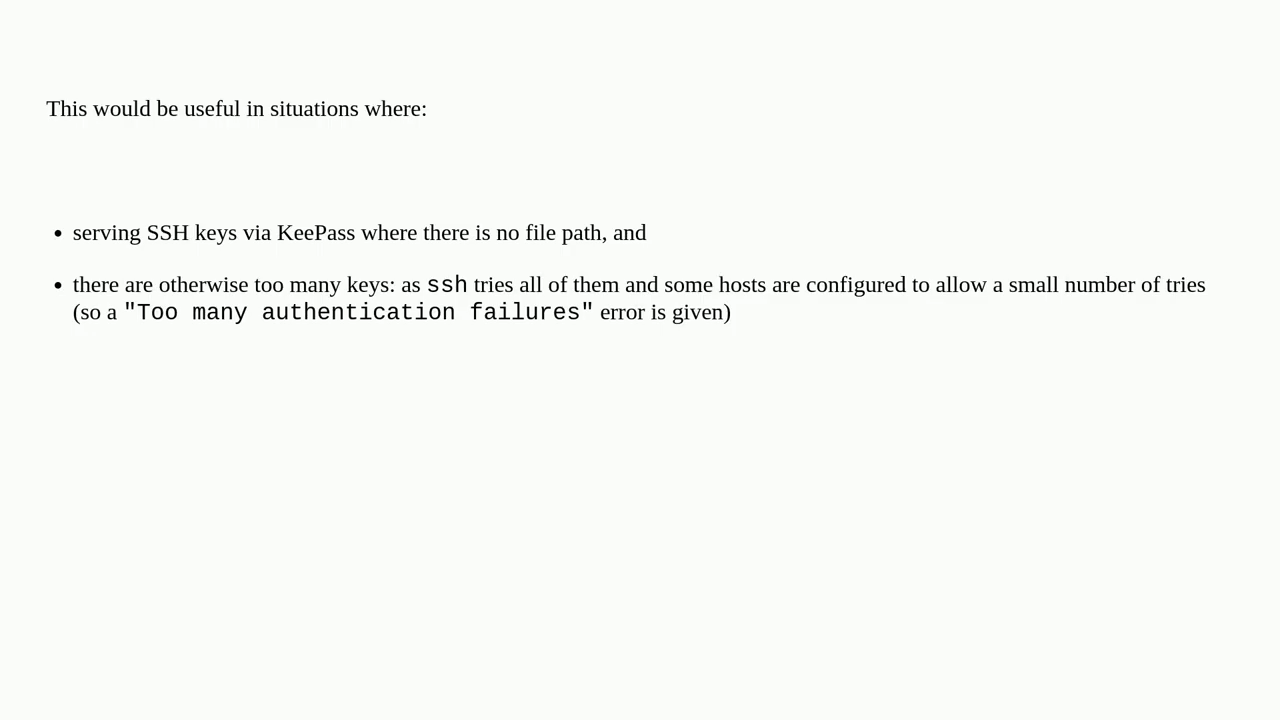 This would be useful in situations where:
• serving SSH keys via KeePass where there is no file path, and
• there are otherwise too many keys: as ssh tries all of them and some hosts are configured to allow a small number of tries
(so a "Too many authentication failures" error is given)